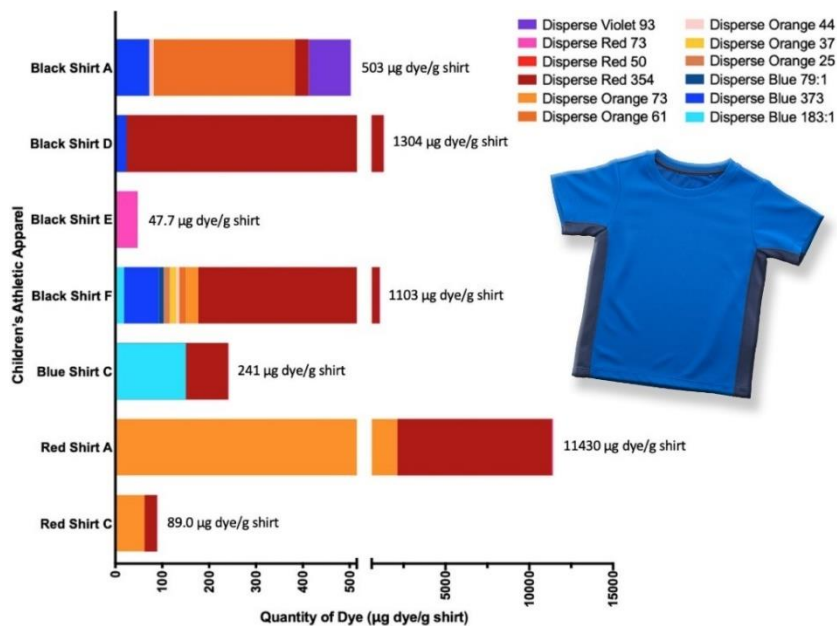 Disperse Violet 93
Disperse Red 73
Disperse Red 50
Disperse Red 354
Disperse Orange 73
Disperse Orange 61
Disperse Orange 44
Disperse Orange 37
Disperse Orange 25
Disperse Blue 79:1
Disperse Blue 373
Disperse Blue 183:1
Children's Athletic Apparel
Black Shirt A
503 µg dye/g shirt
Black Shirt D
1304 µg dye/g shirt
Black Shirt E
47.7 µg dye/g shirt
Black Shirt F
1103 µg dye/g shirt
Blue Shirt C
241 µg dye/g shirt
Red Shirt A
11430 µg dye/g shirt
Red Shirt C
89.0 µg dye/g shirt
0 100 200 300 400 500 5000 10000 15000
Quantity of Dye (µg dye/g shirt)